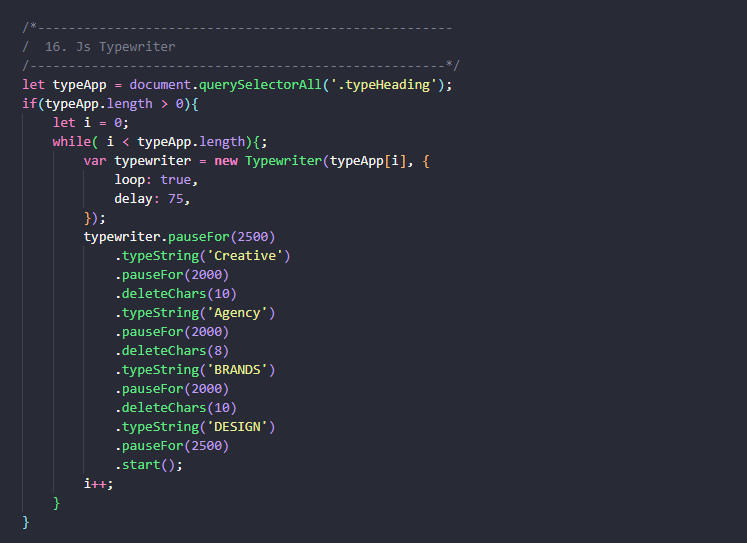 /*------------------------------------------------------
/  16. Js Typewriter
/------------------------------------------------------*/
let typeApp = document.querySelectorAll('.typeHeading');
if(typeApp.length > 0){
    let i = 0;
    while( i < typeApp.length){;
        var typewriter = new Typewriter(typeApp[i], {
            loop: true,
            delay: 75,
        });
        typewriter.pauseFor(2500)
            .typeString('Creative')
            .pauseFor(2000)
            .deleteChars(10)
            .typeString('Agency')
            .pauseFor(2000)
            .deleteChars(8)
            .typeString('BRANDS')
            .pauseFor(2000)
            .deleteChars(10)
            .typeString('DESIGN')
            .pauseFor(2500)
            .start();
        i++;
    }
}